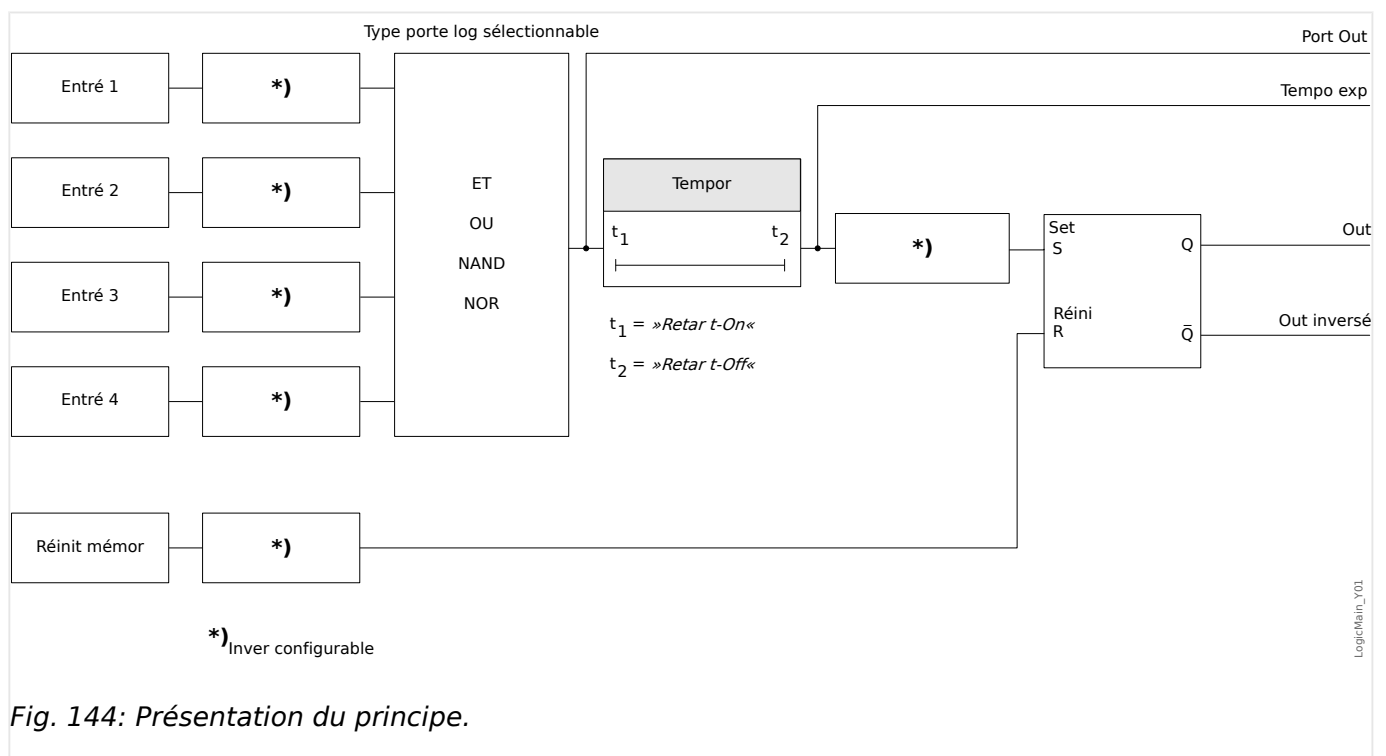 Type porte log sélectionnable
Port Out
Entré 1
*)
Tempo exp
Entré 2
*)
ET
Tempor
OU
t1
t2
*)
Set
S
Q
Out
NAND
Entré 3
*)
NOR
Réini
R
Q̅
Out inversé
t1 = »Retar t-On«
t2 = »Retar t-Off«
Entré 4
*)
Réinit mémor
*)
*)Inver configurable
LogicMain_Y01
Fig. 144: Présentation du principe.